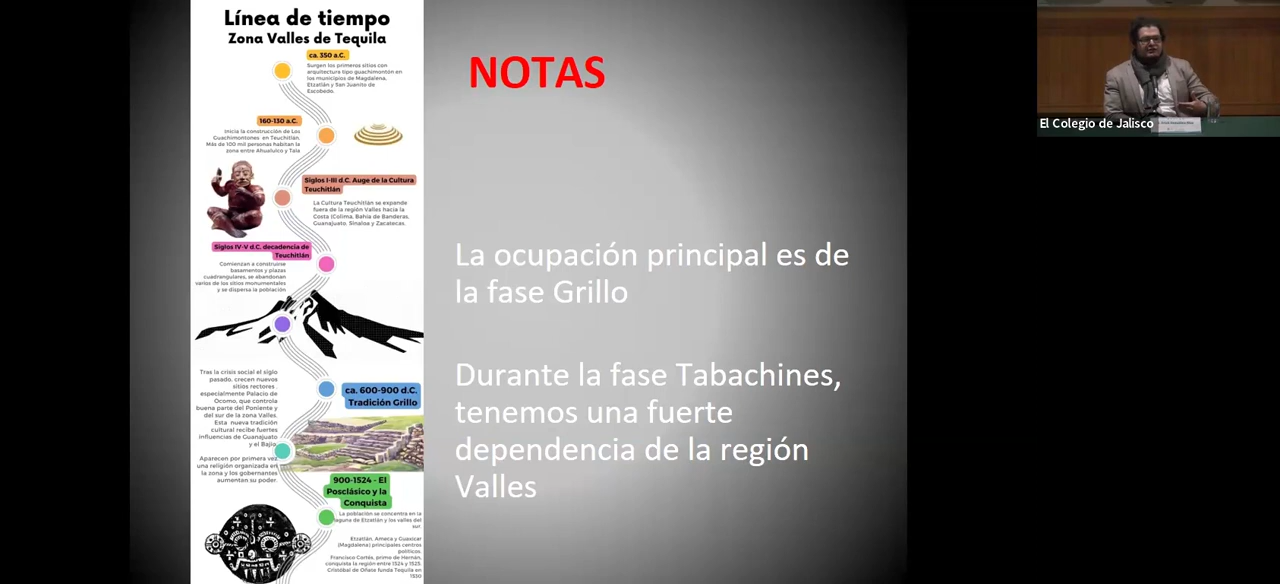 Línea de tiempo
Zona Valles de Tequila
ca. 350 a.C.
Surgen los primeros sitios con
arquitectura tipo guachimontón en
los municipios de Magdalena,
Etzatlán y San Juanito de
Escobedo.
160-130 a.C.
Inicia la construcción de Los
Guachimontones en Teuchitlán.
Más de 100 mil personas habitan la
zona entre Ahualulco y Tala
Siglos I-III d.C. Auge de la Cultura
Teuchitlán
La Cultura Teuchitlán se expande
fuera de la región Valles hacia la
Costa (Colima, Bahía de Banderas,
Guanajuato, Sinaloa y Zacatecas.
Siglos IV-V d.C. decadencia de
Teuchitlán
Comienzan a construirse
basamentos y plazas
cuadrangulares, se abandonan
varios de los sitios monumentales
y se dispersa la población
Tras la crisis social el siglo
pasado, crecen nuevos
sitios rectores,
especialmente Palacio de
Ocomo, que controla
buena parte del Poniente y
del sur de la zona Valles.
Esta nueva tradición
cultural recibe fuertes
influencias de Guanajuato
y el Bajío.
Aparecen por primera vez
una religión organizada en
la zona y los gobernantes
aumentan su poder.
ca. 600-900 d.C.
Tradición Grillo
900-1524 - El
Posclásico y la
Conquista
La población se concentra en la
laguna de Etzatlán y los valles del
sur.
Etzatlán, Ameca y Guaxicar
(Magdalena) principales centros
políticos.
Francisco Cortés, primo de Hernán,
conquista la región entre 1524 y 1525.
Cristóbal de Oñate funda Tequila en
1530
NOTAS
La ocupación principal es de
la fase Grillo
Durante la fase Tabachines,
tenemos una fuerte
dependencia de la región
Valles
El Colegio de Jalisco